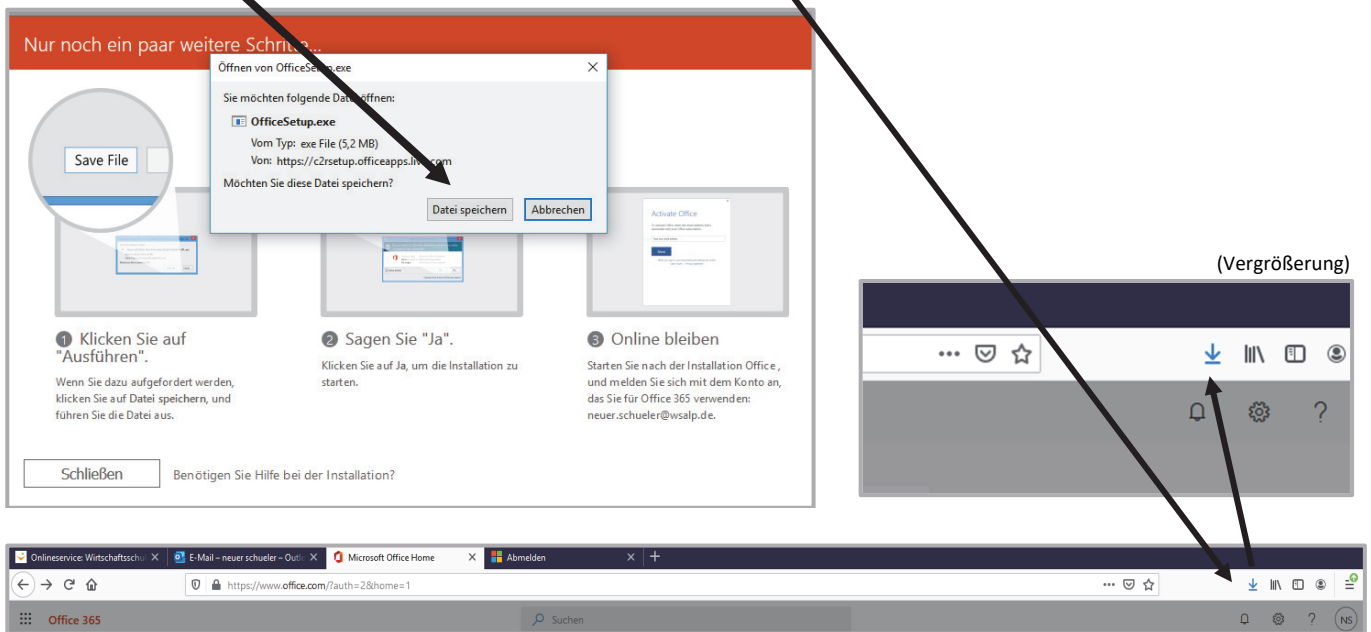 Nur noch ein paar weitere Schritte...
Öffnen von OfficeSetup.exe
Sie möchten folgende Datei öffnen:
OfficeSetup.exe
Vom Typ: exe File (5,2 MB)
Von: https://c2rsetup.officeapps.live.com
Möchten Sie diese Datei speichern?
Datei speichern Abbrechen
Save File
Activate Office
(Vergrößerung)
1 Klicken Sie auf
"Ausführen".
Wenn Sie dazu aufgefordert werden,
klicken Sie auf Datei speichern, und
führen Sie die Datei aus.
2 Sagen Sie "Ja".
Klicken Sie auf Ja, um die Installation zu
starten.
3 Online bleiben
Starten Sie nach der Installation Office ,
und melden Sie sich mit dem Konto an,
das Sie für Office 365 verwenden:
neuer.schueler@wsalp.de.
Schließen Benötigen Sie Hilfe bei der Installation?
Onlineservice: Wirtschaftsschul E-Mail – neuer schueler – Outlo Microsoft Office Home Abmelden
https://www.office.com/?auth=2&home=1
Office 365 Suchen ? NS